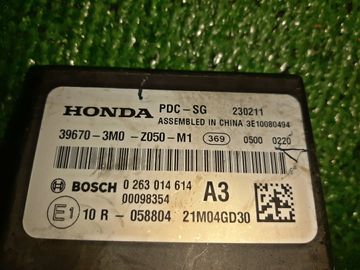 HONDA PDC-SG 230211
ASSEMBLED IN CHINA 3E10080494
39670-3M0 -Z050-M1 369 0500 0220
BOSCH 0 263 014 614 A3
00098354
E1 10 R - 058804 21M04GD30